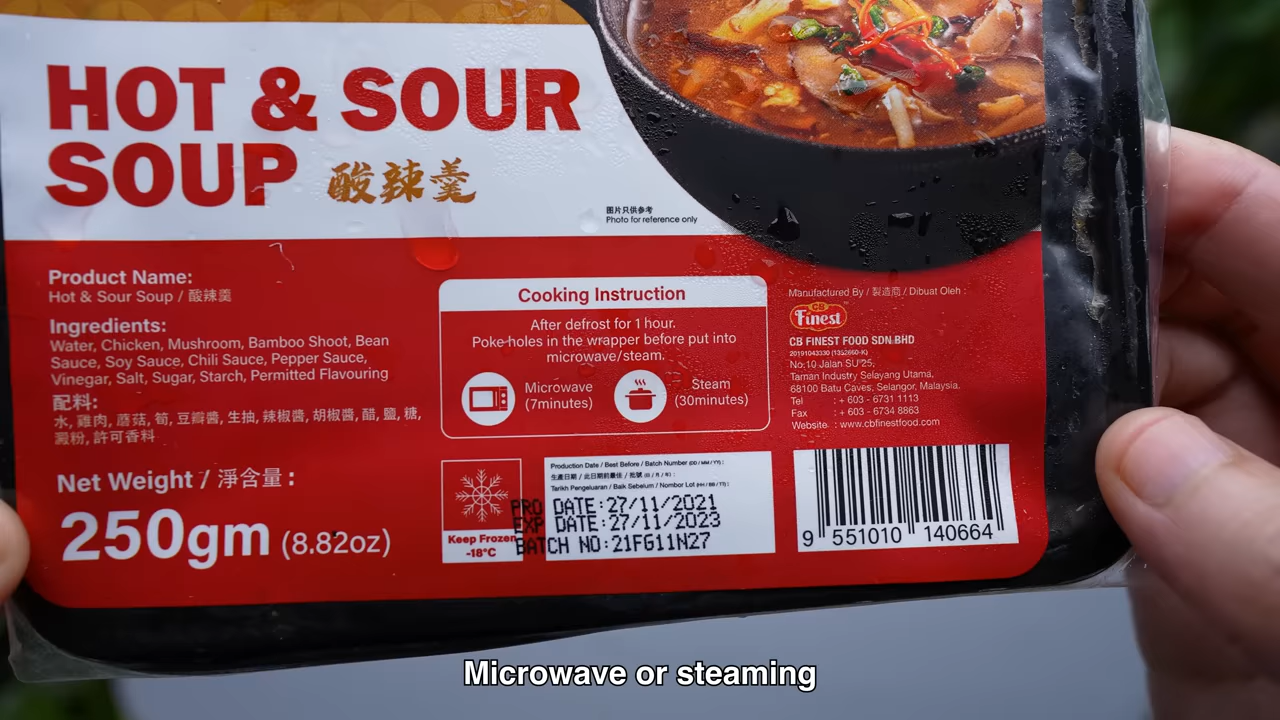 HOT & SOUR
SOUP 酸辣羹
图片只供参考
Photo for reference only
Product Name:
Hot & Sour Soup / 酸辣羹
Ingredients:
Water, Chicken, Mushroom, Bamboo Shoot, Bean
Sauce, Soy Sauce, Chili Sauce, Pepper Sauce,
Vinegar, Salt, Sugar, Starch, Permitted Flavouring
配料:
水, 雞肉, 蘑菇, 筍, 豆瓣醬, 生抽, 辣椒醬, 胡椒醬, 醋, 鹽, 糖,
澱粉, 許可香料
Net Weight / 淨含量 :
250gm (8.82oz)
Cooking Instruction
After defrost for 1 hour.
Poke holes in the wrapper before put into
microwave/steam.
Microwave
(7minutes)
Steam
(30minutes)
Keep Frozen
-18°C
Production Date / Best Before / Batch Number (DD / MM / YY) :
生產日期 / 此日期前最佳 / 批號 (日 / 月 / 年) :
Tarikh Pengeluaran / Baik Sebelum / Nombor Lot (HH / BB / TT) :
PRO DATE:27/11/2021
EXP DATE:27/11/2023
BATCH NO:21FG11N27
Manufactured By / 製造商 / Dibuat Oleh :
CB
Finest
CB FINEST FOOD SDN BHD
20191043330 (1352660-K)
No:10 Jalan SU 25,
Taman Industry Selayang Utama,
68100 Batu Caves, Selangor, Malaysia.
Tel : + 603 - 6731 1113
Fax : + 603 - 6734 8863
Website : www.cbfinestfood.com
9 551010 140664
Microwave or steaming